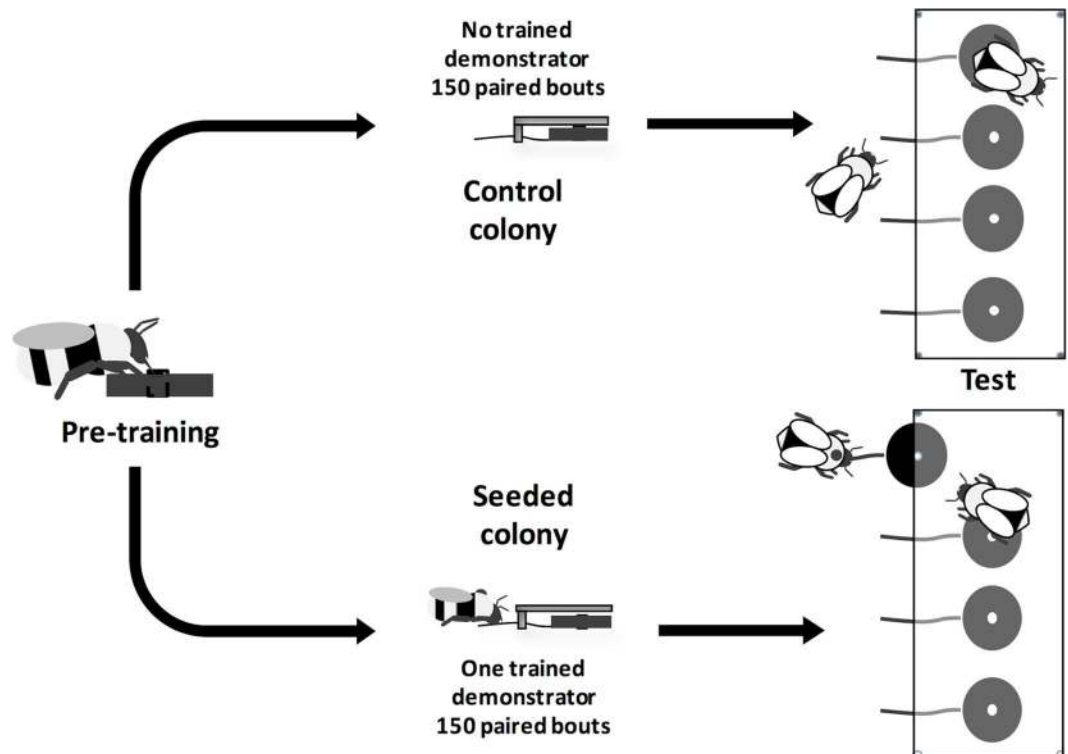 No trained
demonstrator
150 paired bouts
Control
colony
Test
Pre-training
Seeded
colony
One trained
demonstrator
150 paired bouts